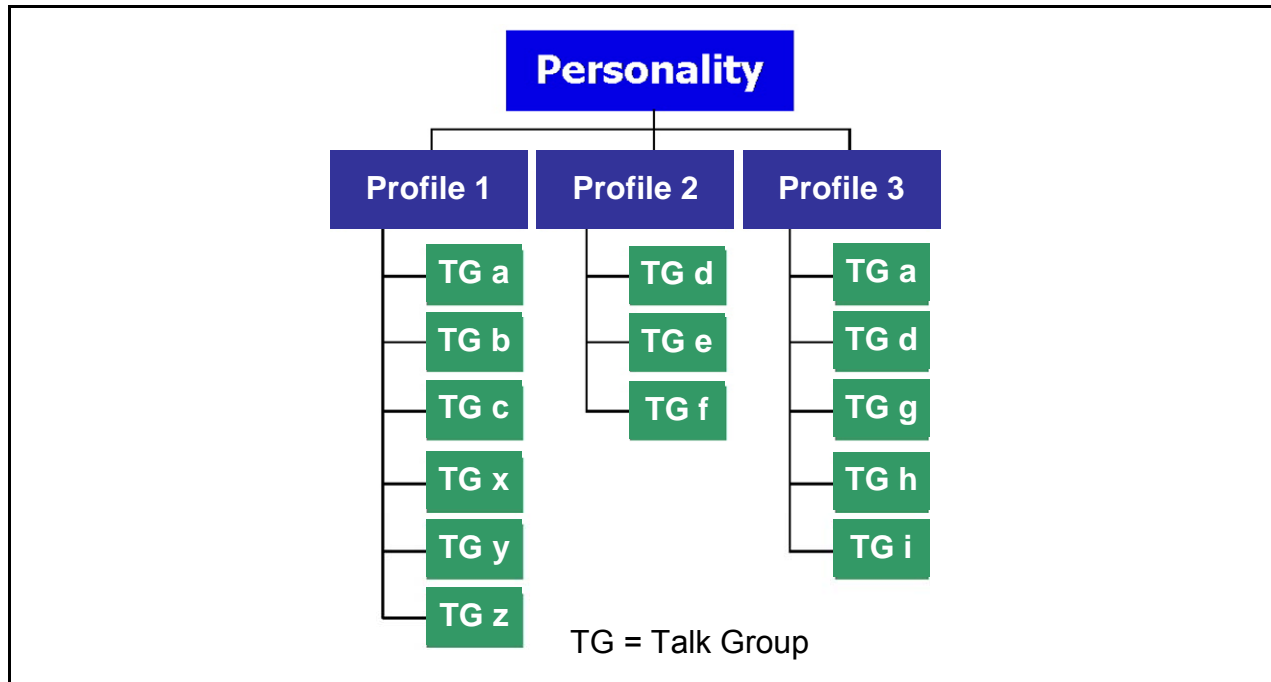 Personality
Profile 1
Profile 2
Profile 3
TG a
TG b
TG c
TG x
TG y
TG z
TG d
TG e
TG f
TG a
TG d
TG g
TG h
TG i
TG = Talk Group